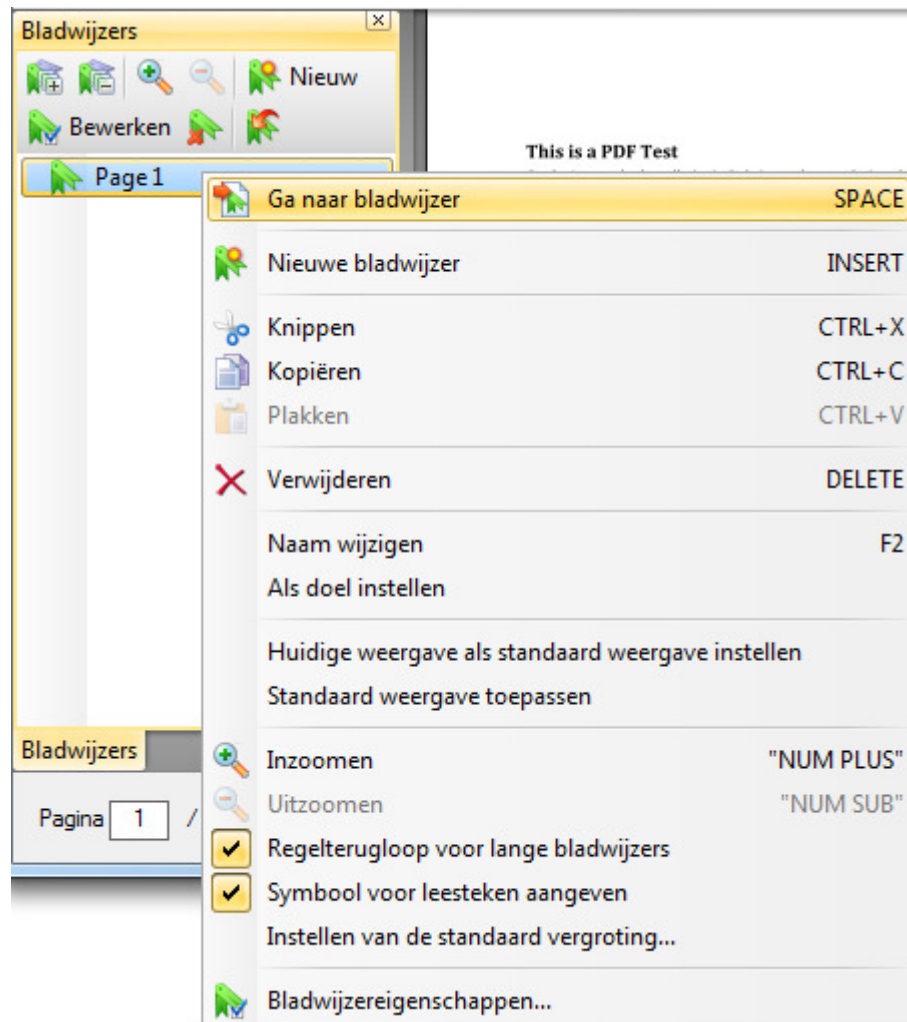 Bladwijzers
Nieuw
Bewerken
This is a PDF Test
Page 1
Ga naar bladwijzer SPACE
Nieuwe bladwijzer INSERT
Knippen CTRL+X
Kopiëren CTRL+C
Plakken CTRL+V
Verwijderen DELETE
Naam wijzigen F2
Als doel instellen
Huidige weergave als standaard weergave instellen
Standaard weergave toepassen
Bladwijzers
Inzoomen "NUM PLUS"
Pagina 1 /
Uitzoomen "NUM SUB"
Regelterugloop voor lange bladwijzers
Symbool voor leesteken aangeven
Instellen van de standaard vergroting...
Bladwijzereigenschappen...